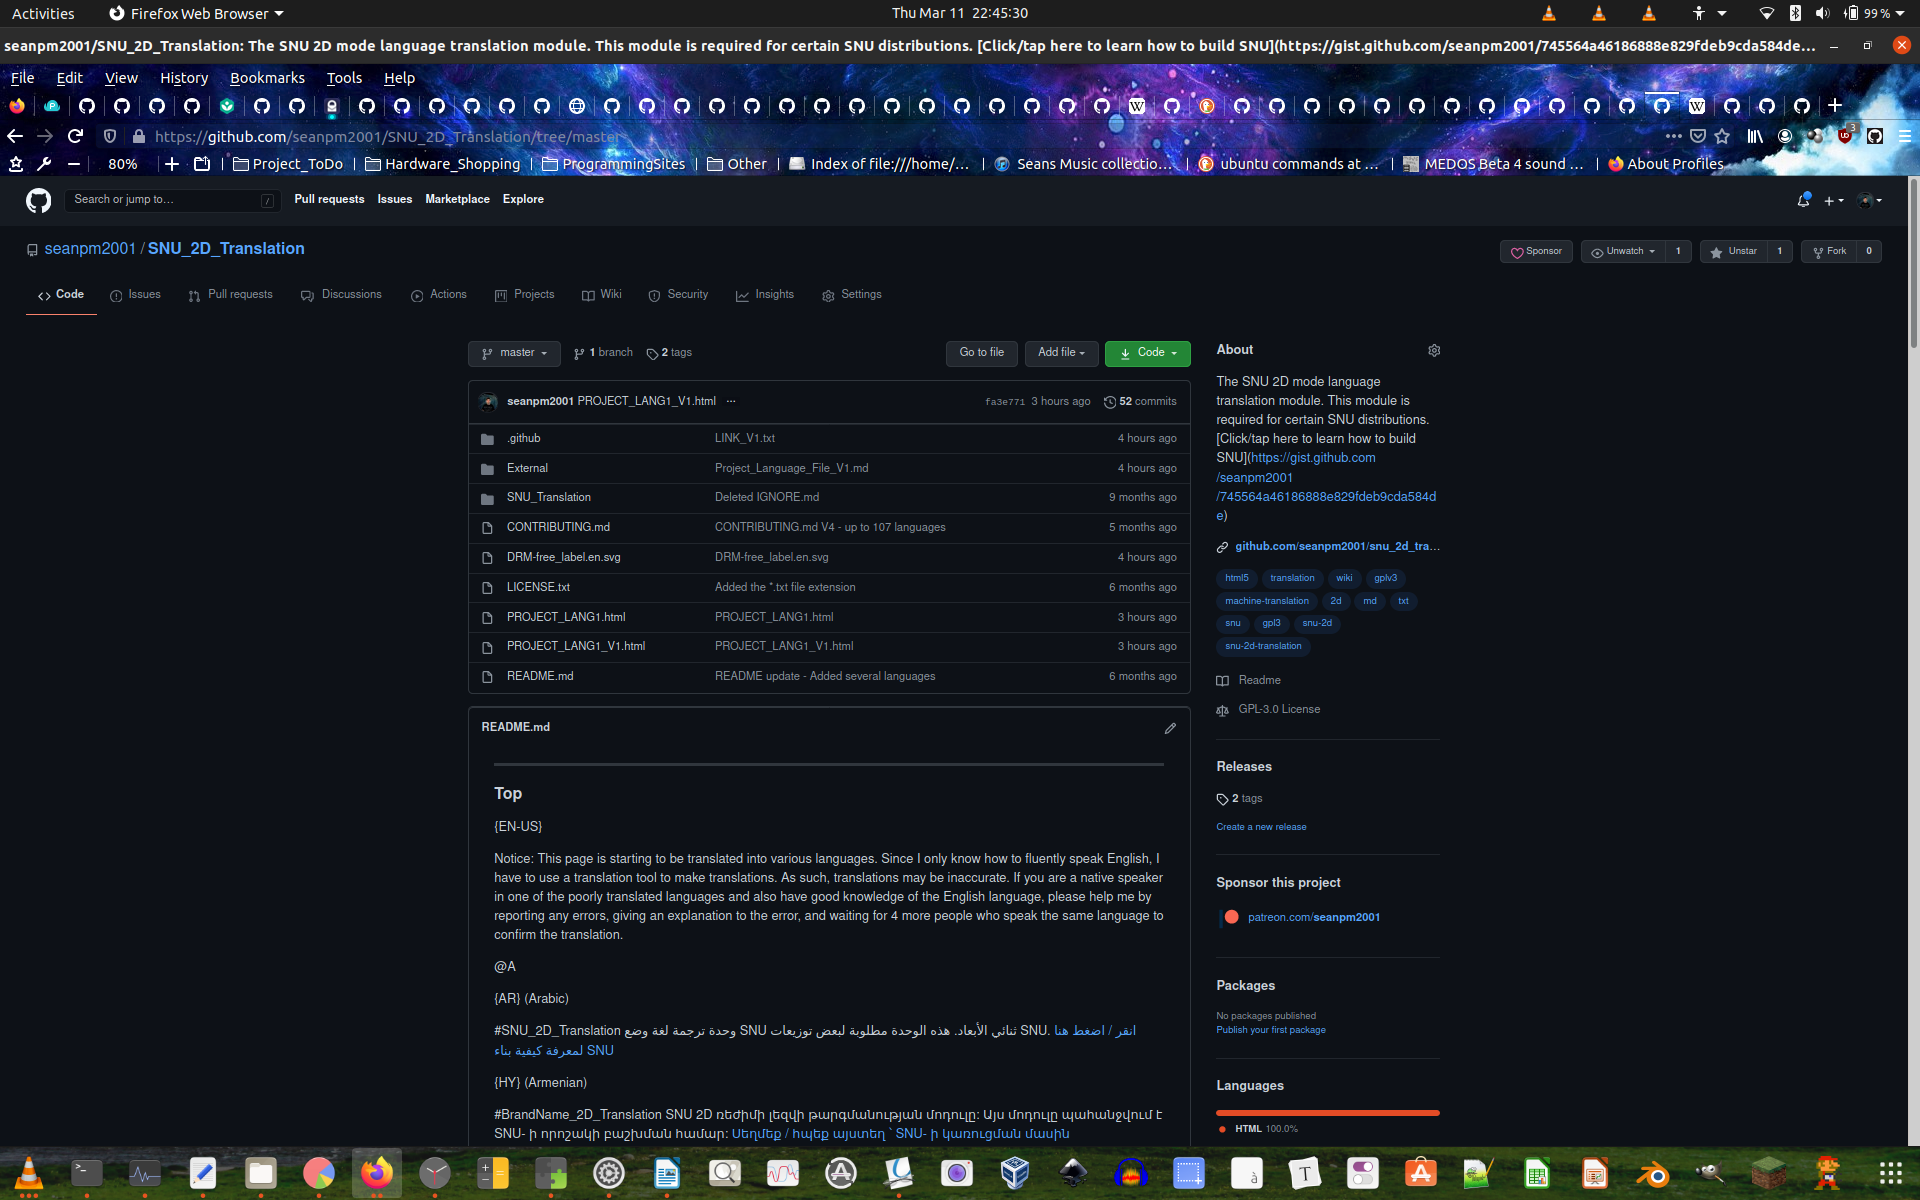 Activities
Firefox Web Browser
Thu Mar 11 22:45:30
99 %
seanpm2001/SNU_2D_Translation: The SNU 2D mode language translation module. This module is required for certain SNU distributions. [Click/tap here to learn how to build SNU](https://gist.github.com/seanpm2001/745564a46186888e829fdeb9cda584de...
File Edit View History Bookmarks Tools Help
https://github.com/seanpm2001/SNU_2D_Translation/tree/master
3
80%
Project_ToDo
Hardware_Shopping
ProgrammingSites
Other
Index of file:///home/...
Seans Music collectio...
ubuntu commands at ...
MEDOS Beta 4 sound ...
About Profiles
Search or jump to... /
Pull requests Issues Marketplace Explore
seanpm2001 / SNU_2D_Translation
Sponsor
Unwatch 1
Unstar 1
Fork 0
Code Issues Pull requests Discussions Actions Projects Wiki Security Insights Settings
master 1 branch 2 tags
Go to file Add file Code
seanpm2001 PROJECT_LANG1_V1.html ... fa3e771 3 hours ago 52 commits
.github LINK_V1.txt 4 hours ago
External Project_Language_File_V1.md 4 hours ago
SNU_Translation Deleted IGNORE.md 9 months ago
CONTRIBUTING.md CONTRIBUTING.md V4 - up to 107 languages 5 months ago
DRM-free_label.en.svg DRM-free_label.en.svg 4 hours ago
LICENSE.txt Added the *.txt file extension 6 months ago
PROJECT_LANG1.html PROJECT_LANG1.html 3 hours ago
PROJECT_LANG1_V1.html PROJECT_LANG1_V1.html 3 hours ago
README.md README update - Added several languages 6 months ago
README.md
Top
{EN-US}
Notice: This page is starting to be translated into various languages. Since I only know how to fluently speak English, I
have to use a translation tool to make translations. As such, translations may be inaccurate. If you are a native speaker
in one of the poorly translated languages and also have good knowledge of the English language, please help me by
reporting any errors, giving an explanation to the error, and waiting for 4 more people who speak the same language to
confirm the translation.
@A
{AR} (Arabic)
#SNU_2D_Translation وحدة ترجمة لغة وضع SNU ثنائي الأبعاد. هذه الوحدة مطلوبة لبعض توزيعات SNU. انقر / اضغط هنا
لمعرفة كيفية بناء SNU
{HY} (Armenian)
#BrandName_2D_Translation SNU 2D ռեժիմի լեզվի թարգմանության մոդուլը: Այս մոդուլը պահանջվում է
SNU- ի որոշակի բաշխման համար: Սեղմեք / հպեք այստեղ ՝ SNU- ի կառուցման մասին
About
The SNU 2D mode language
translation module. This module is
required for certain SNU distributions.
[Click/tap here to learn how to build
SNU](https://gist.github.com
/seanpm2001
/745564a46186888e829fdeb9cda584d
e)
github.com/seanpm2001/snu_2d_tra...
html5 translation wiki gplv3
machine-translation 2d md txt
snu gpl3 snu-2d
snu-2d-translation
Readme
GPL-3.0 License
Releases
2 tags
Create a new release
Sponsor this project
patreon.com/seanpm2001
Packages
No packages published
Publish your first package
Languages
HTML 100.0%